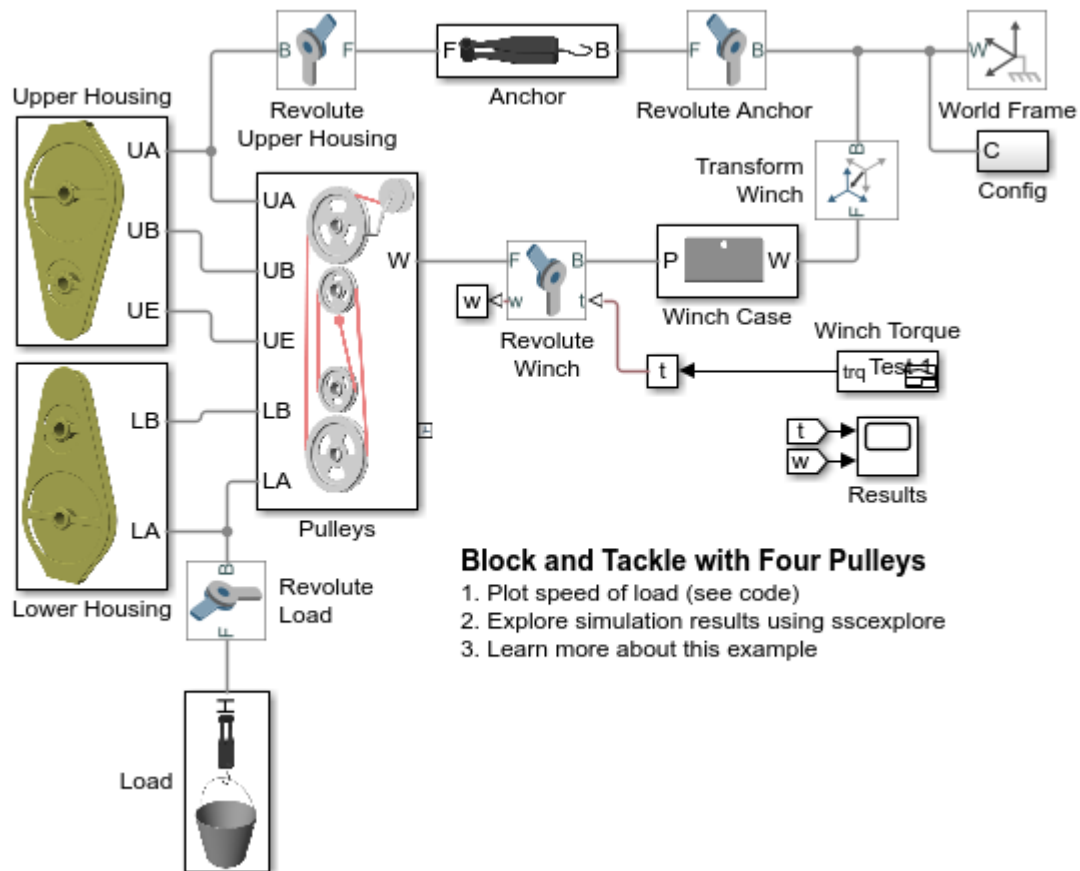 B
F
Revolute
Upper Housing
F
B
Anchor
F
B
Revolute Anchor
W
World Frame
C
Config
Upper Housing
UA
UB
UE
UA
UB
UE
LB
LA
W
Pulleys
Transform
Winch
B
F
F
B
w
t
Revolute
Winch
w
P
W
Winch Case
Winch Torque
trq
Test 1
t
t
w
Results
LB
LA
Lower Housing
B
F
Revolute
Load
H
Load
Block and Tackle with Four Pulleys
1. Plot speed of load (see code)
2. Explore simulation results using sscexplore
3. Learn more about this example